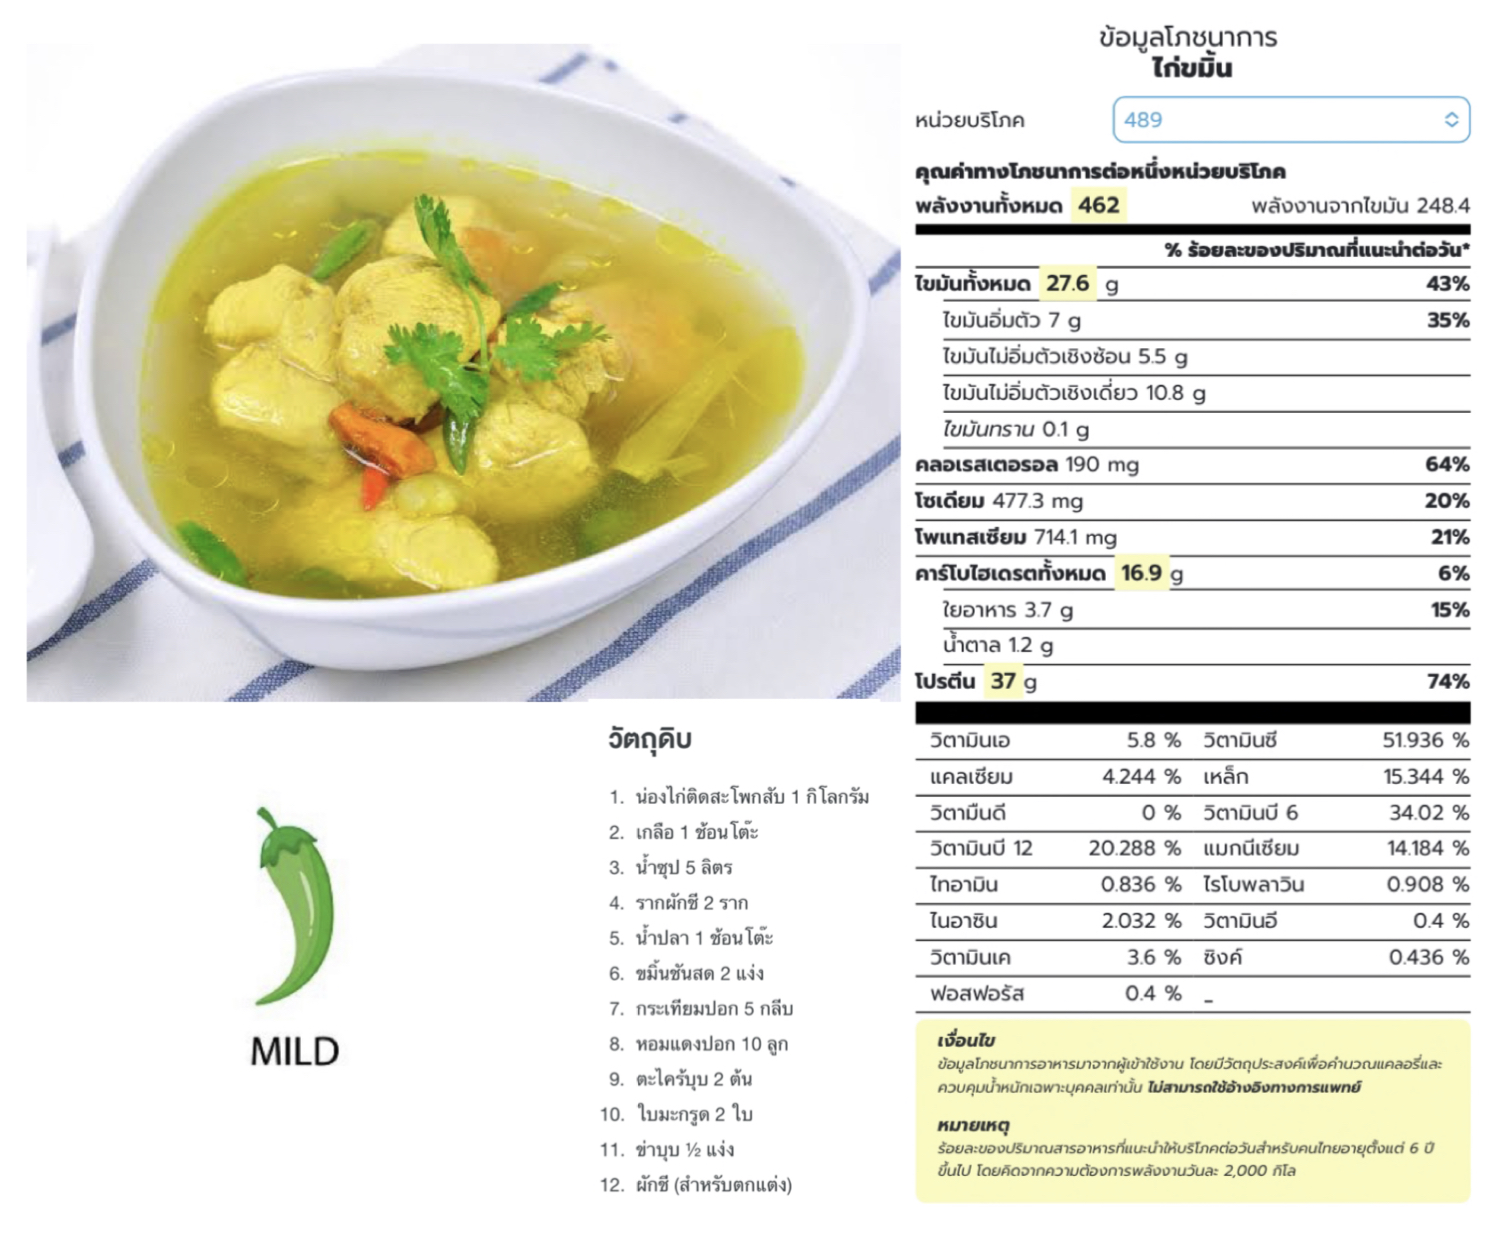 ข้อมูลโภชนาการ
ไก่ขมิ้น
หน่วยบริโภค 489
คุณค่าทางโภชนาการต่อหนึ่งหน่วยบริโภค
พลังงานทั้งหมด 462 พลังงานจากไขมัน 248.4
% ร้อยละของปริมาณที่แนะนำต่อวัน*
ไขมันทั้งหมด 27.6 g 43%
ไขมันอิ่มตัว 7 g 35%
ไขมันไม่อิ่มตัวเชิงซ้อน 5.5 g
ไขมันไม่อิ่มตัวเชิงเดี่ยว 10.8 g
ไขมันทราน 0.1 g
คลอเรสเตอรอล 190 mg 64%
โซเดียม 477.3 mg 20%
โพแทสเซียม 714.1 mg 21%
คาร์โบไฮเดรตทั้งหมด 16.9 g 6%
ใยอาหาร 3.7 g 15%
น้ำตาล 1.2 g
โปรตีน 37 g 74%
วิตามินเอ 5.8 % วิตามินซี 51.936 %
แคลเซียม 4.244 % เหล็ก 15.344 %
วิตามืนดี 0 % วิตามินบี 6 34.02 %
วิตามินบี 12 20.288 % แมกนีเซียม 14.184 %
ไทอามิน 0.836 % ไรโบพลาวิน 0.908 %
ไนอาซิน 2.032 % วิตามินอี 0.4 %
วิตามินเค 3.6 % ซิงค์ 0.436 %
ฟอสฟอรัส 0.4 % _
เงื่อนไข
ข้อมูลโภชนาการอาหารมาจากผู้เข้าใช้งาน โดยมีวัตถุประสงค์เพื่อคำนวณแคลอรี่และ
ควบคุมน้ำหนักเฉพาะบุคคลเท่านั้น ไม่สามารถใช้อ้างอิงทางการแพทย์
หมายเหตุ
ร้อยละของปริมาณสารอาหารที่แนะนำให้บริโภคต่อวันสำหรับคนไทยอายุตั้งแต่ 6 ปี
ขึ้นไป โดยคิดจากความต้องการพลังงานวันละ 2,000 กิโล
วัตถุดิบ
1. น่องไก่ติดสะโพกสับ 1 กิโลกรัม
2. เกลือ 1 ช้อนโต๊ะ
3. น้ำซุป 5 ลิตร
4. รากผักชี 2 ราก
5. น้ำปลา 1 ช้อนโต๊ะ
6. ขมิ้นชันสด 2 แง่ง
7. กระเทียมปอก 5 กลีบ
8. หอมแดงปอก 10 ลูก
9. ตะไคร้บุบ 2 ต้น
10. ใบมะกรูด 2 ใบ
11. ข่าบุบ ½ แง่ง
12. ผักชี (สำหรับตกแต่ง)
MILD